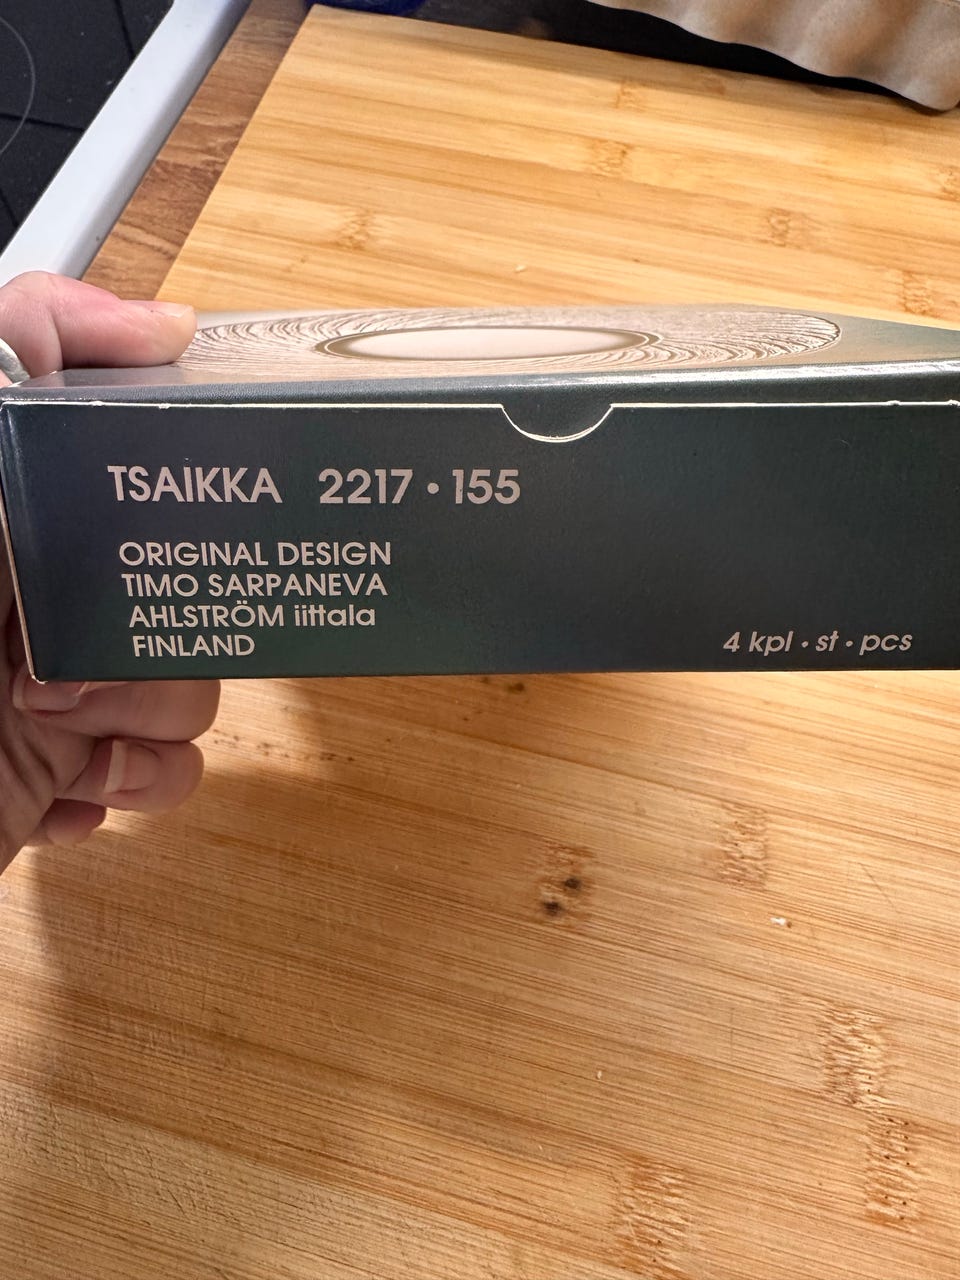 TSAIKKA 2217 • 155
ORIGINAL DESIGN
TIMO SARPANEVA
AHLSTRÖM iittala
FINLAND
4 kpl • st • pcs